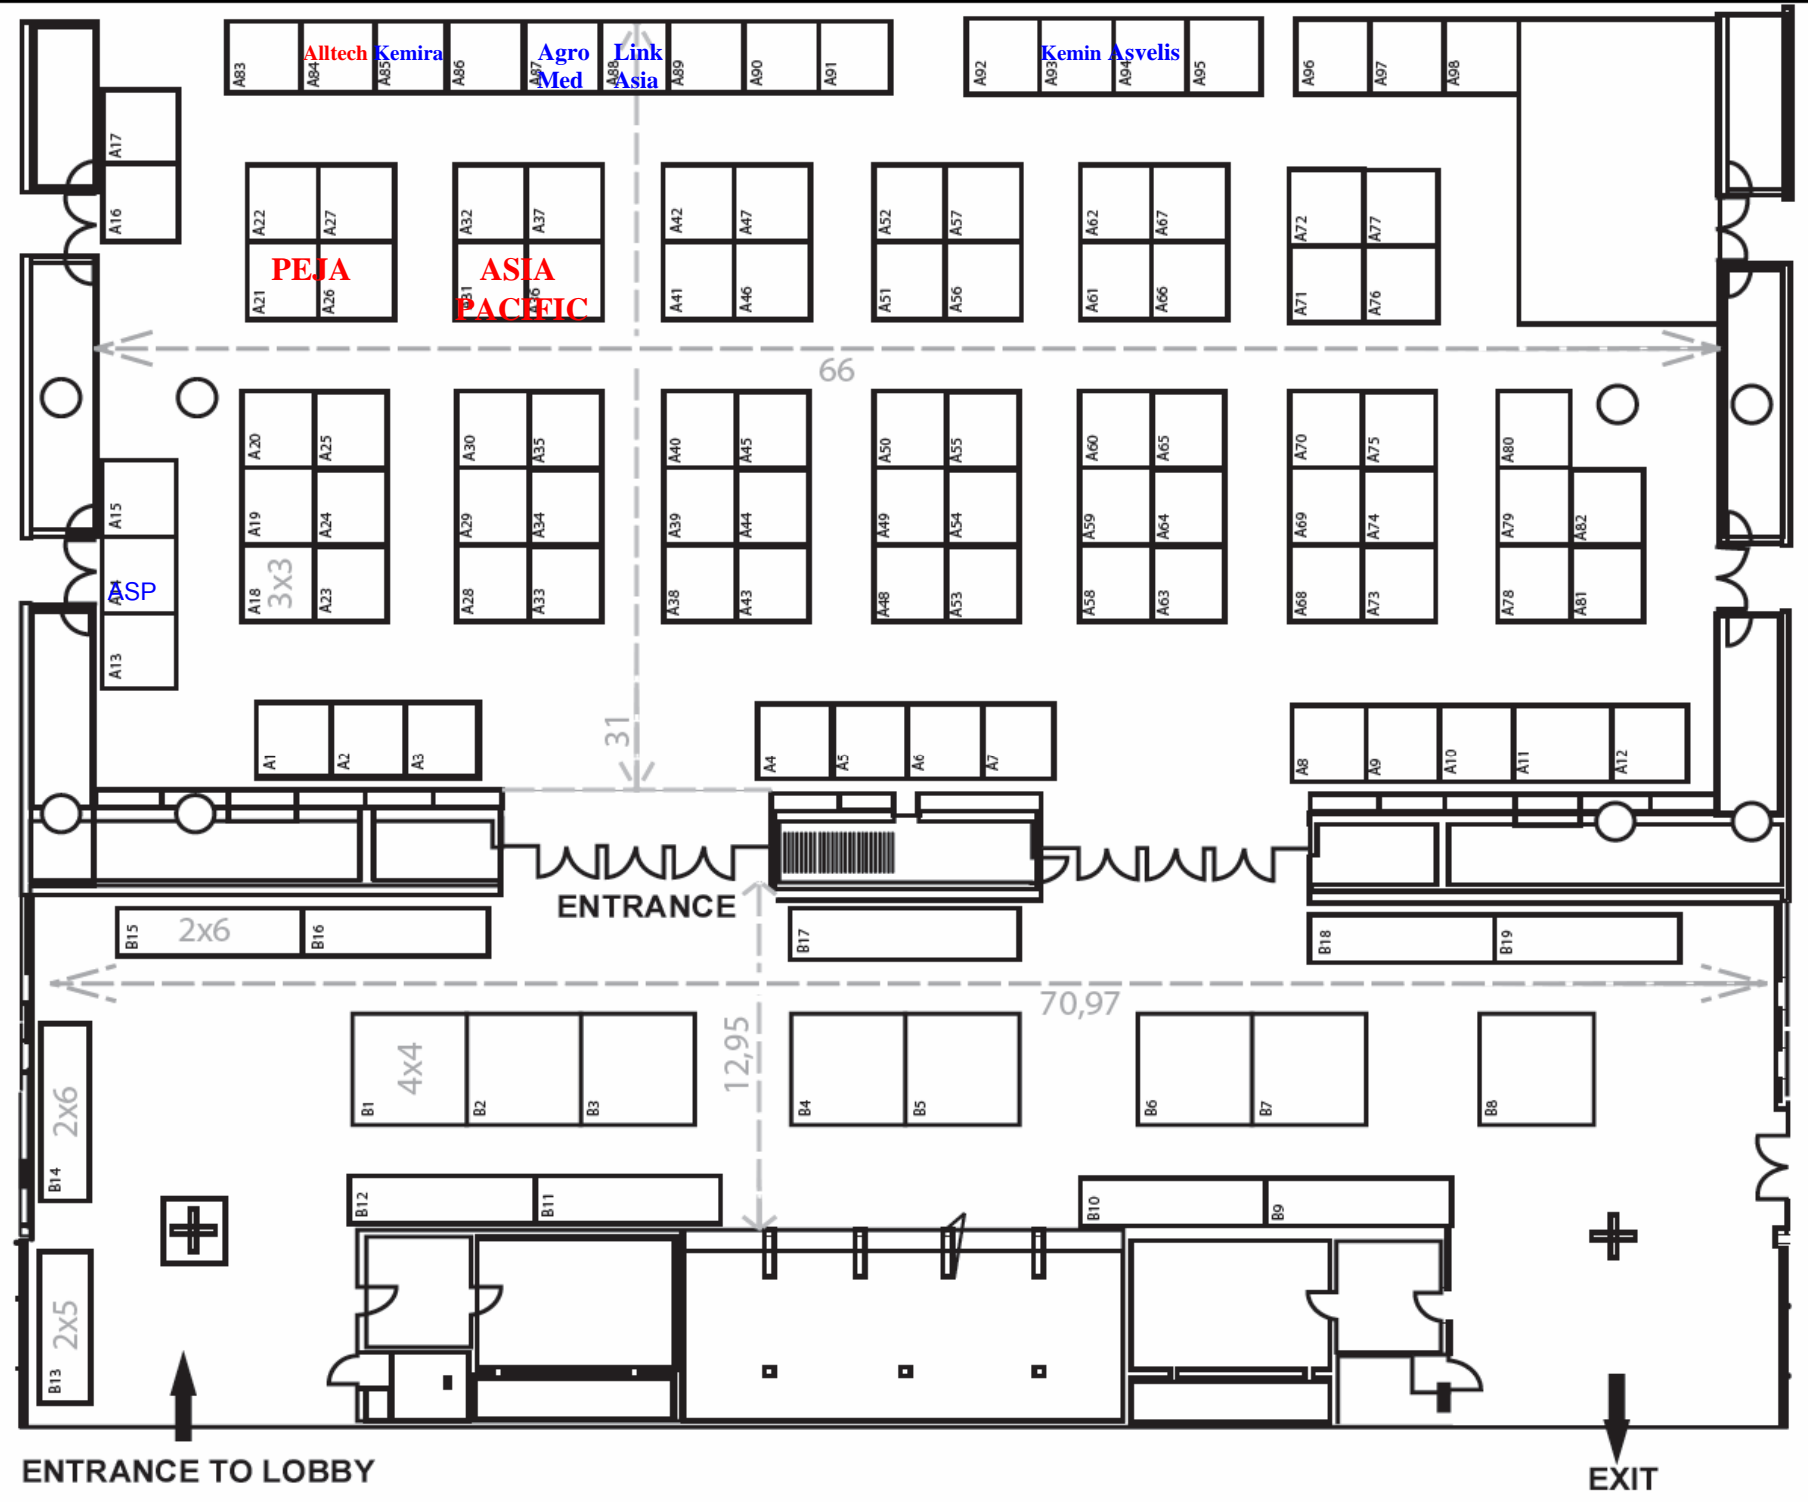 A83 A84 Alltech A85 Kemira A86 A87 Agro A88 Link A89 A90 A91 A92 A93 Kemin A94 Asvelis A95 A96 A97 A98
Med Asia
A17
A16 A22 A27 A32 A37 A42 A47 A52 A57 A62 A67 A72 A77
PEJA ASIA
A21 A26 A31 A36 PACIFIC A41 A46 A51 A56 A61 A66 A71 A76
66
A20 A25 A30 A35 A40 A45 A50 A55 A60 A65 A70 A75 A80
A15 A19 A24 A29 A34 A39 A44 A49 A54 A59 A64 A69 A74 A79 A82
ASP A18 3x3 A23 A28 A33 A38 A43 A48 A53 A58 A63 A68 A73 A78 A81
A13
31
A1 A2 A3 A4 A5 A6 A7 A8 A9 A10 A11 A12
ENTRANCE
B15 2x6 B16 B17 B18 B19
70,97
12,95
4x4
B1 B2 B3 B4 B5 B6 B7 B8
2x6
B14 B12 B11 B10 B9
2x5
B13
ENTRANCE TO LOBBY
EXIT